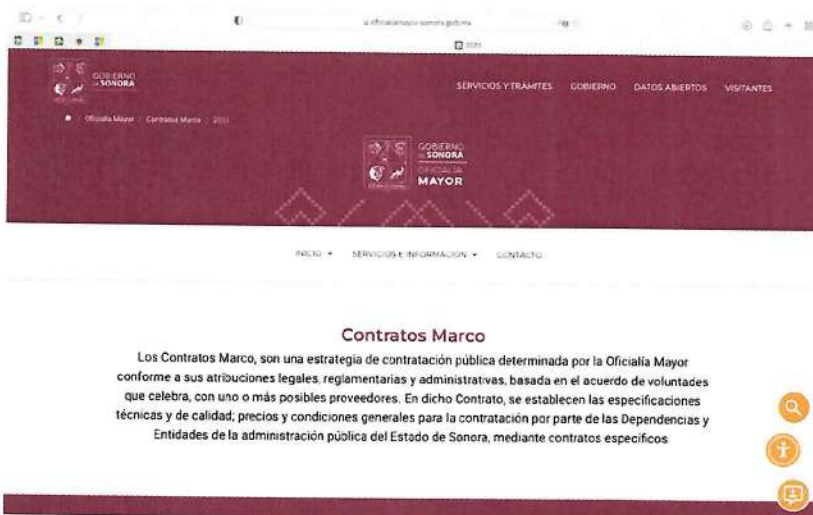 GOBIERNO
DE SONORA
SERVICIOS Y TRÁMITES GOBIERNO DATOS ABIERTOS VISITANTES
/ Oficialía Mayor / Contratos Marco /
GOBIERNO
DE SONORA
OFICIALÍA
MAYOR
INICIO SERVICIOS E INFORMACIÓN CONTACTO
Contratos Marco
Los Contratos Marco, son una estrategia de contratación pública determinada por la Oficialía Mayor
conforme a sus atribuciones legales, reglamentarias y administrativas, basada en el acuerdo de voluntades
que celebra, con uno o más posibles proveedores. En dicho Contrato, se establecen las especificaciones
técnicas y de calidad; precios y condiciones generales para la contratación por parte de las Dependencias y
Entidades de la administración pública del Estado de Sonora, mediante contratos específicos